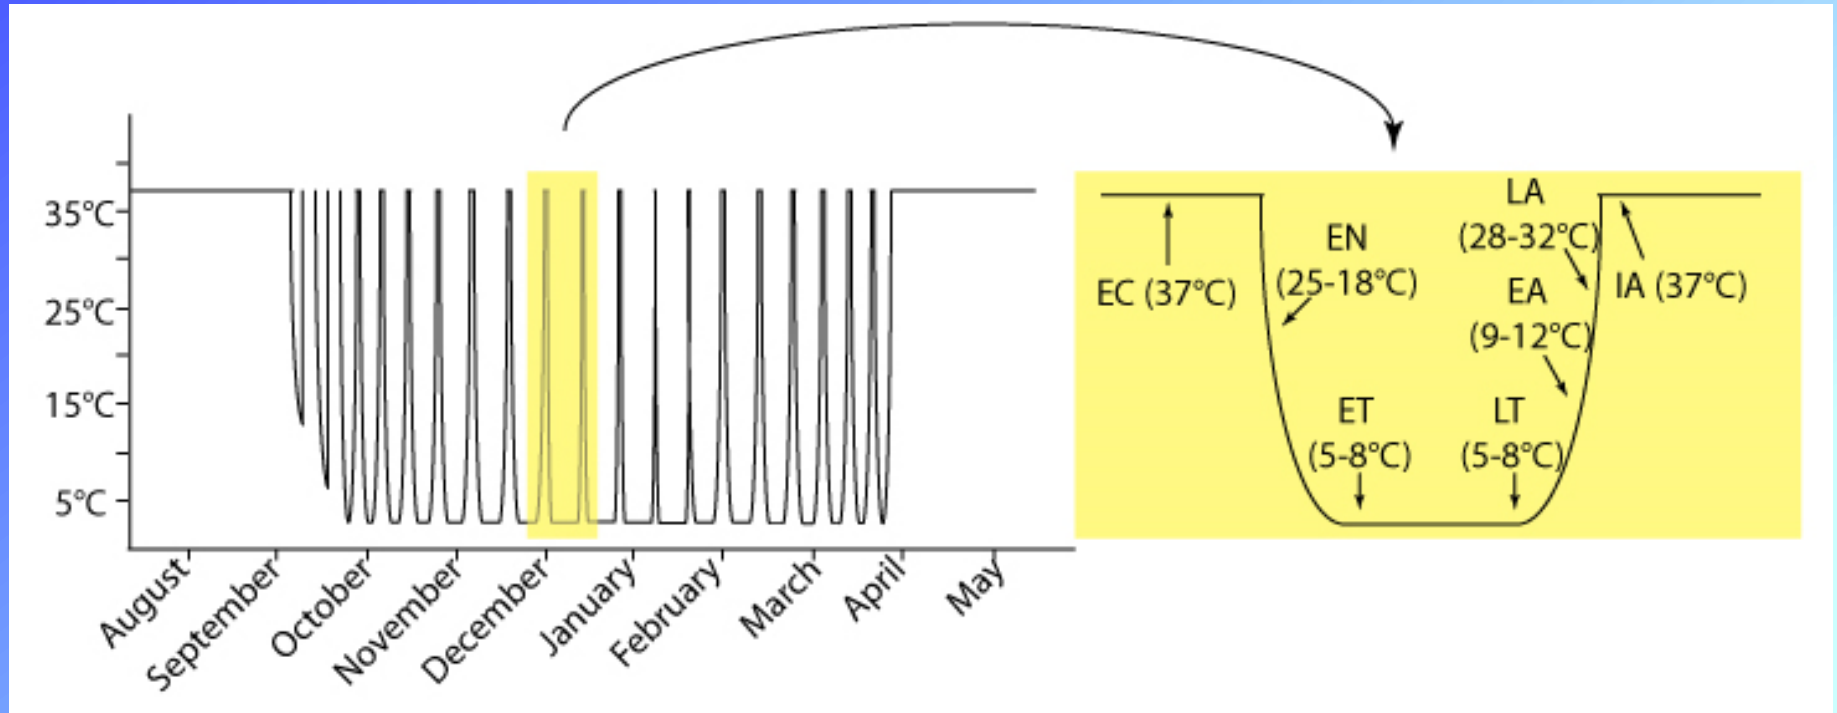 35°C
25°C
15°C
5°C
August
September
October
November
December
January
February
March
April
May
EC (37°C)
EN
(25-18°C)
ET
(5-8°C)
LT
(5-8°C)
EA
(9-12°C)
LA
(28-32°C)
IA (37°C)